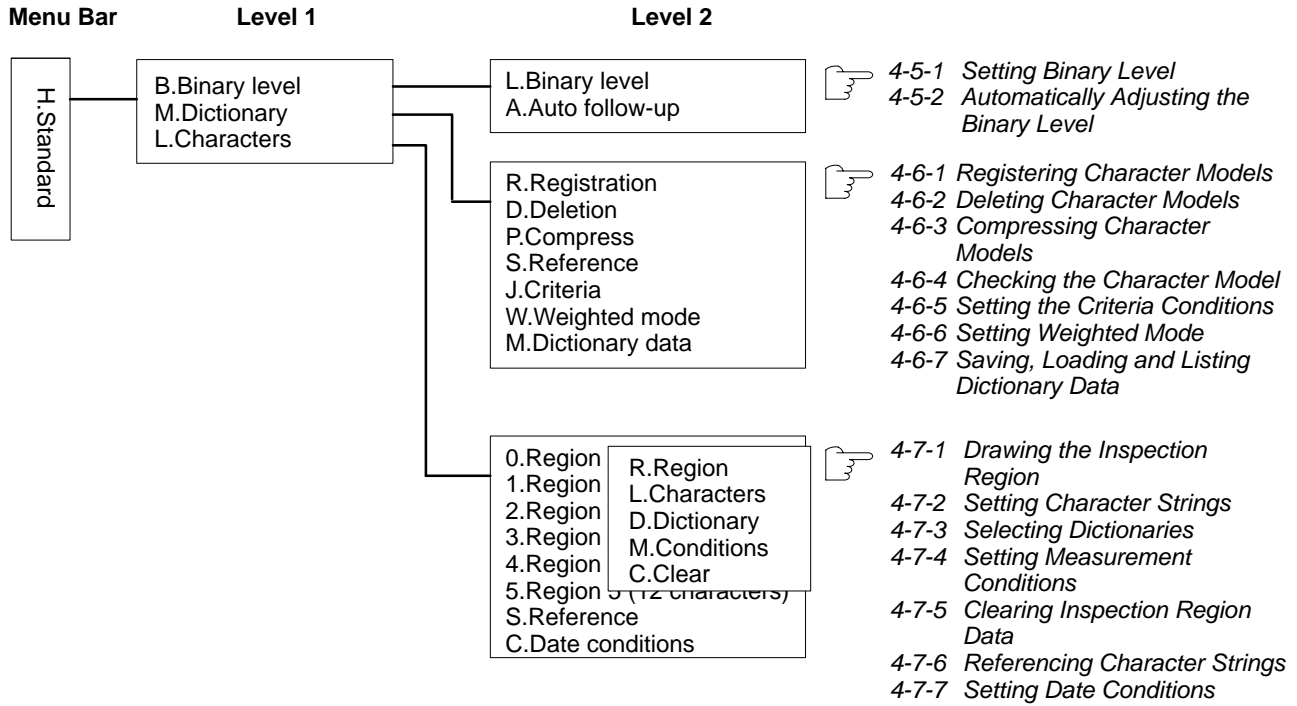 Menu Bar Level 1 Level 2
H.Standard
B.Binary level
M.Dictionary
L.Characters
L.Binary level
A.Auto follow-up
4-5-1 Setting Binary Level
4-5-2 Automatically Adjusting the
Binary Level
R.Registration
D.Deletion
P.Compress
S.Reference
J.Criteria
W.Weighted mode
M.Dictionary data
4-6-1 Registering Character Models
4-6-2 Deleting Character Models
4-6-3 Compressing Character
Models
4-6-4 Checking the Character Model
4-6-5 Setting the Criteria Conditions
4-6-6 Setting Weighted Mode
4-6-7 Saving, Loading and Listing
Dictionary Data
0.Region
1.Region
2.Region
3.Region
4.Region
5.Region 5 (12 characters)
S.Reference
C.Date conditions
R.Region
L.Characters
D.Dictionary
M.Conditions
C.Clear
4-7-1 Drawing the Inspection
Region
4-7-2 Setting Character Strings
4-7-3 Selecting Dictionaries
4-7-4 Setting Measurement
Conditions
4-7-5 Clearing Inspection Region
Data
4-7-6 Referencing Character Strings
4-7-7 Setting Date Conditions